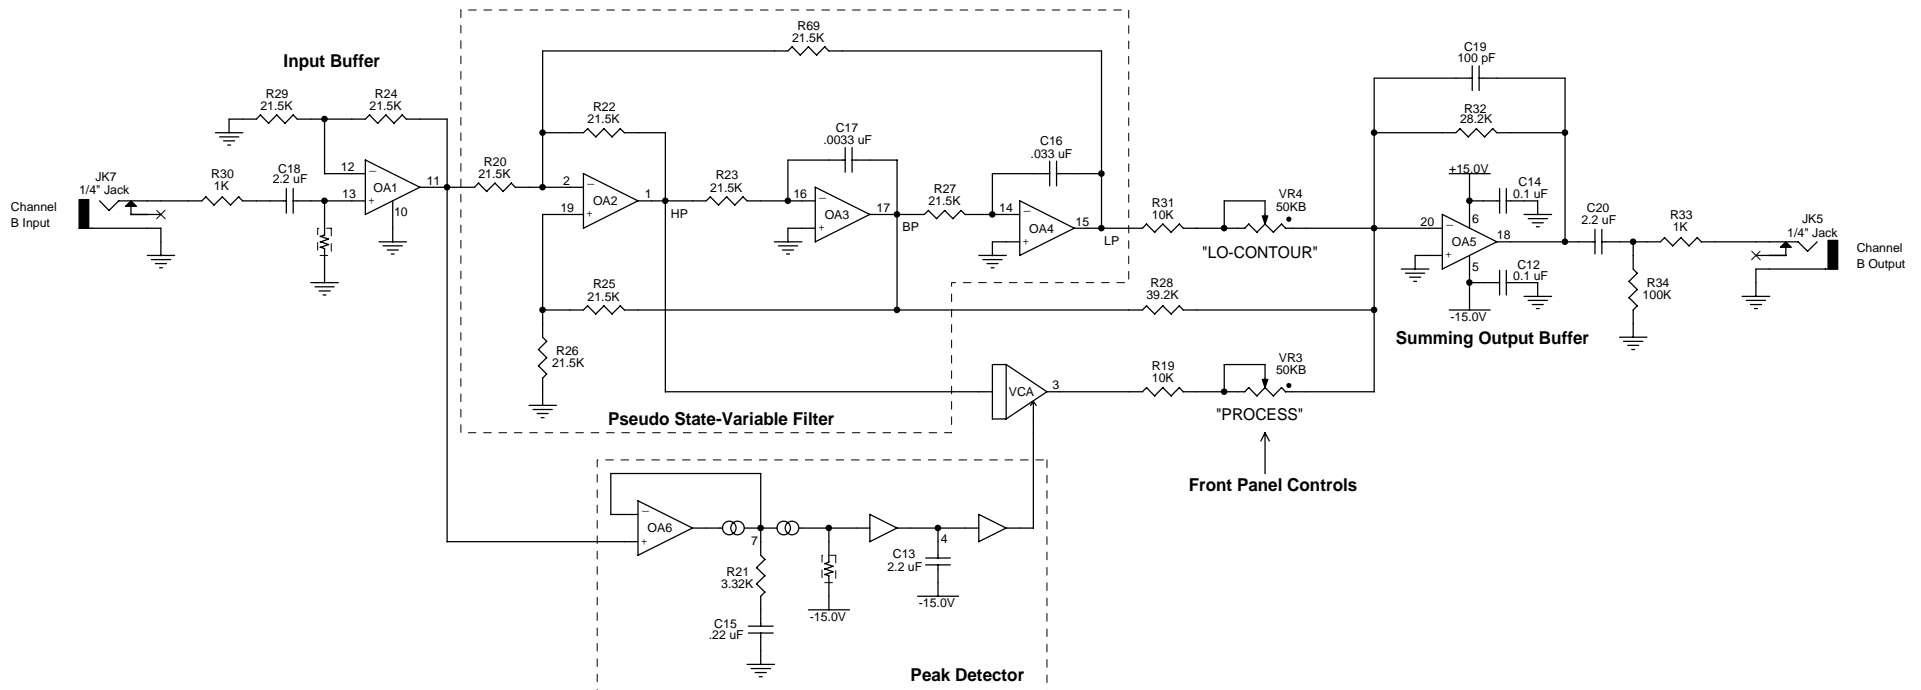 R69
21.5K
C19
100 pF
Input Buffer
R29
21.5K
R24
21.5K
R22
21.5K
R32
28.2K
C17
.0033 uF
C16
.033 uF
JK7
1/4" Jack
R30
1K
C18
2.2 uF
12
13
OA1
11
10
R20
21.5K
2
19
OA2
1
HP
R23
21.5K
16
OA3
17
BP
R27
21.5K
14
OA4
15
LP
R31
10K
VR4
50KB
"LO-CONTOUR"
+15.0V
C14
0.1 uF
6
20
OA5
18
5
C12
0.1 uF
-15.0V
C20
2.2 uF
R33
1K
R34
100K
JK5
1/4" Jack
Channel
B Input
Channel
B Output
R25
21.5K
R28
39.2K
Summing Output Buffer
R26
21.5K
VCA
3
R19
10K
VR3
50KB
"PROCESS"
Pseudo State-Variable Filter
Front Panel Controls
OA6
7
4
R21
3.32K
C13
2.2 uF
-15.0V
-15.0V
C15
.22 uF
Peak Detector